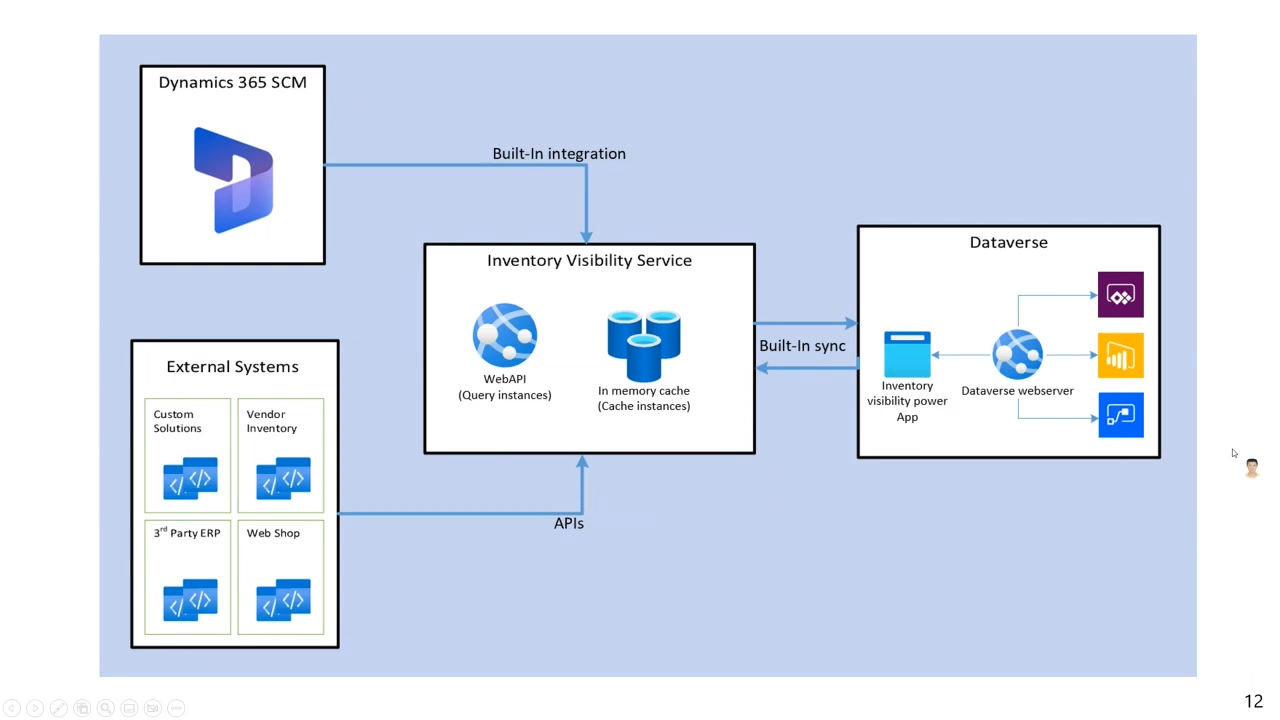 Dynamics 365 SCM
Built-In integration
Inventory Visibility Service
WebAPI
(Query instances)
In memory cache
(Cache instances)
Built-In sync
Dataverse
Inventory
visibility power
App
Dataverse webserver
External Systems
Custom
Solutions
Vendor
Inventory
3rd Party ERP
Web Shop
APIs
12